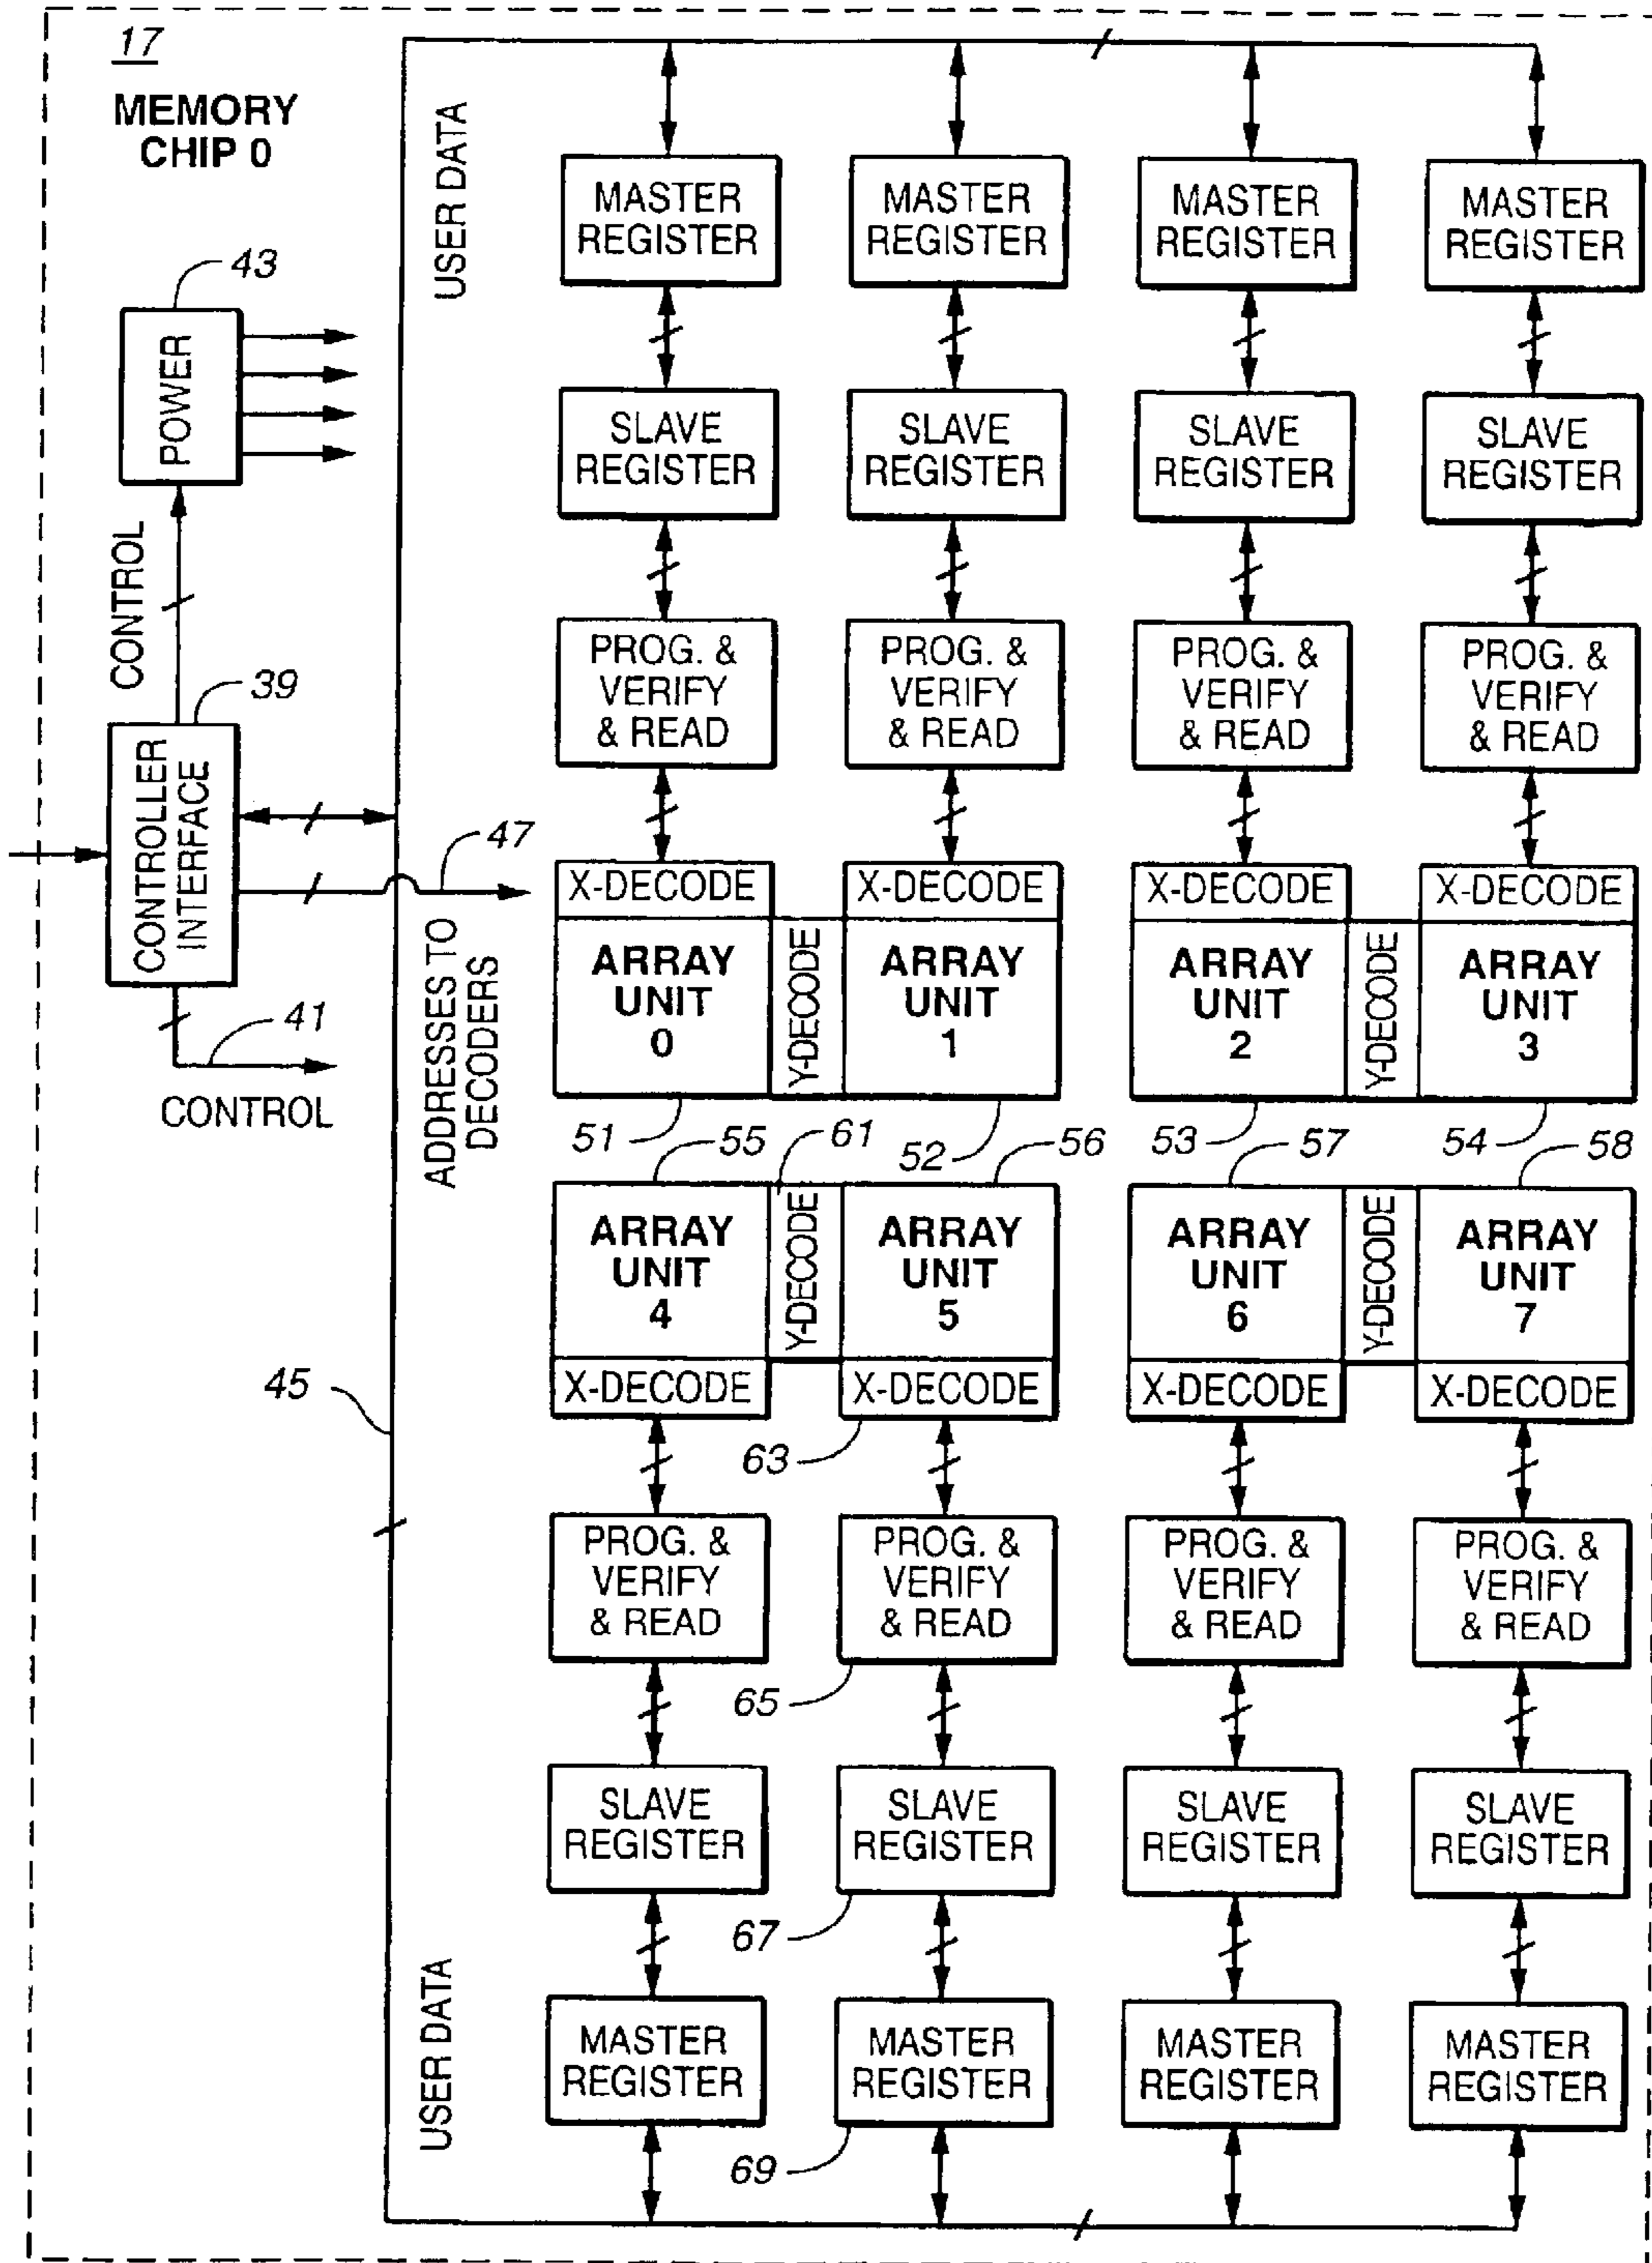 17
MEMORY
CHIP 0
43
POWER
CONTROL
39
CONTROLLER
INTERFACE
47
41
CONTROL
45
USER DATA
ADDRESSES TO
DECODERS
USER DATA
MASTER
REGISTER
MASTER
REGISTER
MASTER
REGISTER
MASTER
REGISTER
SLAVE
REGISTER
SLAVE
REGISTER
SLAVE
REGISTER
SLAVE
REGISTER
PROG. &
VERIFY
& READ
PROG. &
VERIFY
& READ
PROG. &
VERIFY
& READ
PROG. &
VERIFY
& READ
X-DECODE
X-DECODE
X-DECODE
X-DECODE
ARRAY
UNIT
0
Y-DECODE
ARRAY
UNIT
1
ARRAY
UNIT
2
Y-DECODE
ARRAY
UNIT
3
51
55
61
52
56
53
57
54
58
ARRAY
UNIT
4
Y-DECODE
ARRAY
UNIT
5
ARRAY
UNIT
6
Y-DECODE
ARRAY
UNIT
7
X-DECODE
X-DECODE
X-DECODE
X-DECODE
63
PROG. &
VERIFY
& READ
PROG. &
VERIFY
& READ
PROG. &
VERIFY
& READ
PROG. &
VERIFY
& READ
65
SLAVE
REGISTER
SLAVE
REGISTER
SLAVE
REGISTER
SLAVE
REGISTER
67
MASTER
REGISTER
MASTER
REGISTER
MASTER
REGISTER
MASTER
REGISTER
69